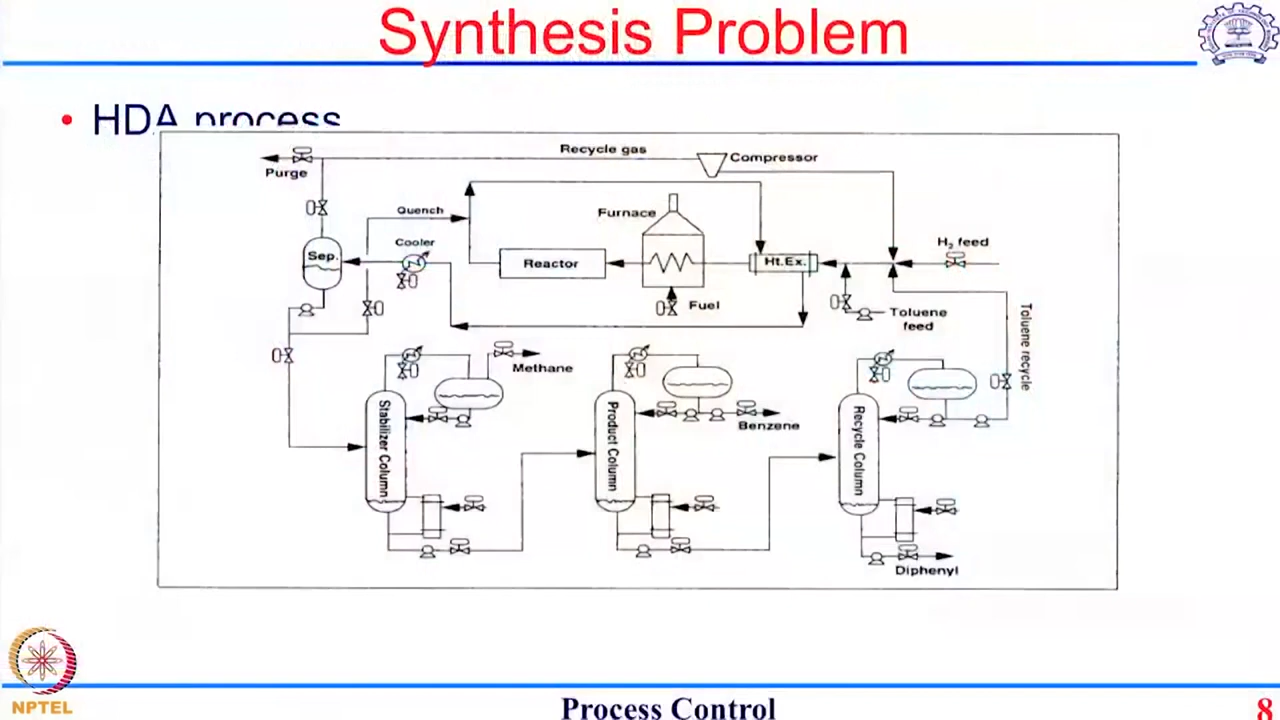 Synthesis Problem
• HDA process
Recycle gas
Compressor
Purge
Quench
Furnace
H₂ feed
Cooler
Sep.
Reactor
Ht.Ex.
Fuel
Toluene
feed
Toluene recycle
Methane
Stabilizer Column
Product Column
Benzene
Recycle Column
Diphenyl
NPTEL
Process Control
8